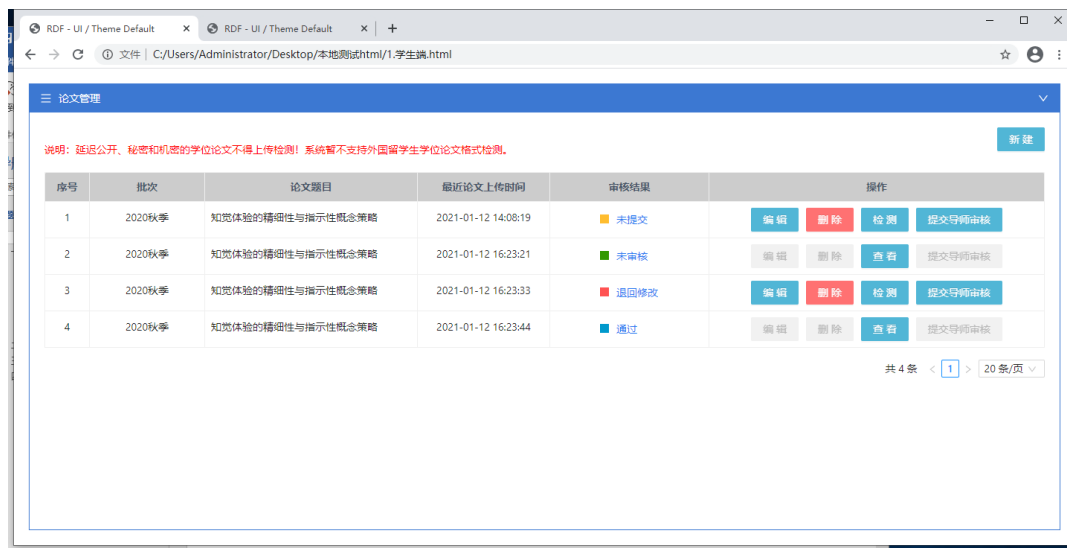 RDF - UI / Theme Default × RDF - UI / Theme Default × +
文件 | C:/Users/Administrator/Desktop/本地测试html/1.学生端.html
论文管理
新 建
说明：延迟公开、秘密和机密的学位论文不得上传检测！系统暂不支持外国留学生学位论文格式检测。
序号 批次 论文题目 最近论文上传时间 审核结果 操作
1 2020秋季 知觉体验的精细性与指示性概念策略 2021-01-12 14:08:19 未提交 编 辑 删 除 检 测 提交导师审核
2 2020秋季 知觉体验的精细性与指示性概念策略 2021-01-12 16:23:21 未审核 编 辑 删 除 查 看 提交导师审核
3 2020秋季 知觉体验的精细性与指示性概念策略 2021-01-12 16:23:33 退回修改 编 辑 删 除 检 测 提交导师审核
4 2020秋季 知觉体验的精细性与指示性概念策略 2021-01-12 16:23:44 通过 编 辑 删 除 查 看 提交导师审核
共 4 条 < 1 > 20 条/页